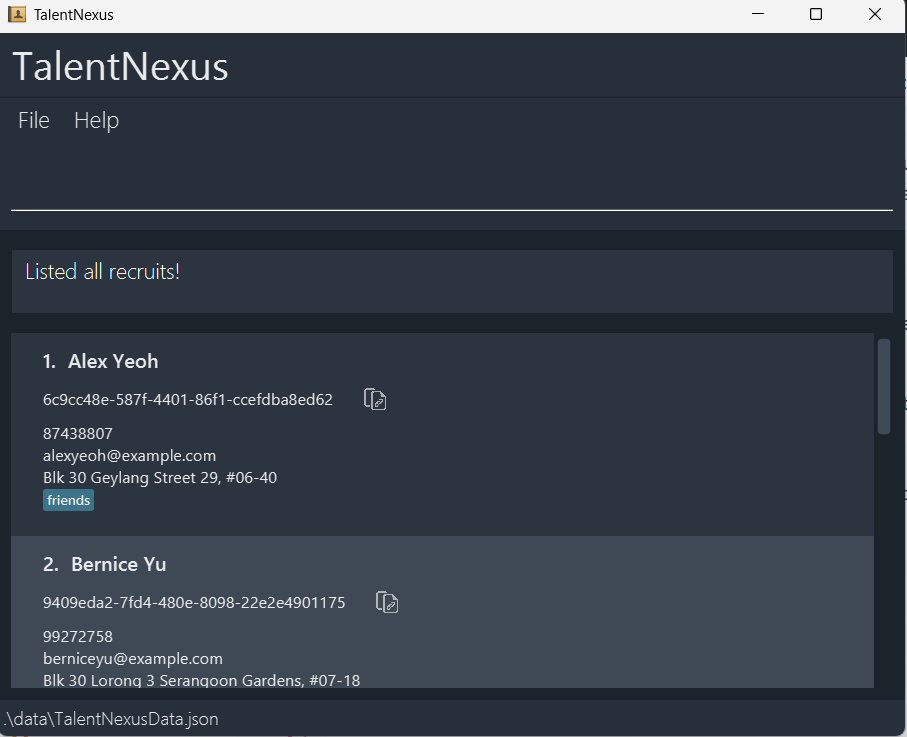 TalentNexus
TalentNexus
File Help
Listed all recruits!
1. Alex Yeoh
6c9cc48e-587f-4401-86f1-ccefdba8ed62
87438807
alexyeoh@example.com
Blk 30 Geylang Street 29, #06-40
friends
2. Bernice Yu
9409eda2-7fd4-480e-8098-22e2e4901175
99272758
berniceyu@example.com
Blk 30 Lorong 3 Serangoon Gardens, #07-18
.\data\TalentNexusData.json